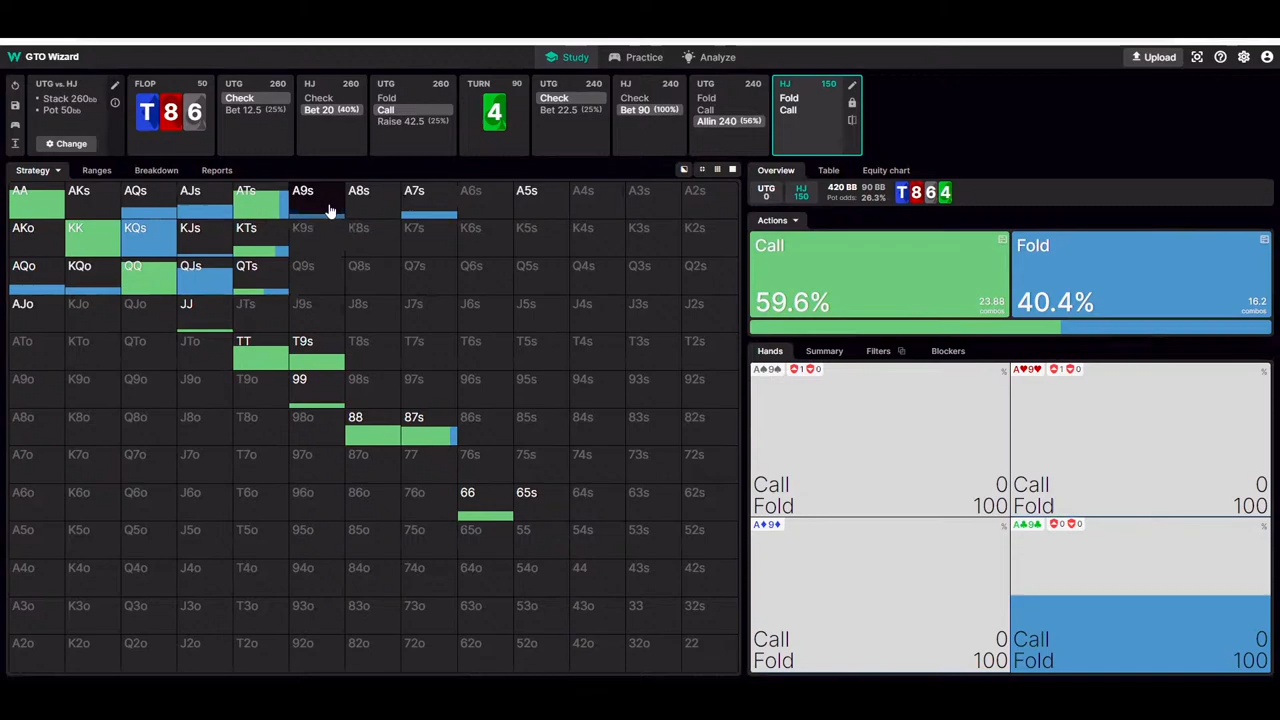 W GTO Wizard
Study
Practice
Analyze
Upload
UTG vs. HJ
• Stack 260bb
• Pot 50bb
Change
FLOP 50
T 8 6
UTG 260
Check
Bet 12.5 (25%)
HJ 260
Check
Bet 20 (40%)
UTG 260
Fold
Call
Raise 42.5 (25%)
TURN 90
4
UTG 240
Check
Bet 22.5 (25%)
HJ 240
Check
Bet 90 (100%)
UTG 240
Fold
Call
Allin 240 (56%)
HJ 150
Fold
Call
Strategy Ranges Breakdown Reports
AA AKs AQs AJs ATs A9s A8s A7s A6s A5s A4s A3s A2s
AKo KK KQs KJs KTs K9s K8s K7s K6s K5s K4s K3s K2s
AQo KQo QQ QJs QTs Q9s Q8s Q7s Q6s Q5s Q4s Q3s Q2s
AJo KJo QJo JJ JTs J9s J8s J7s J6s J5s J4s J3s J2s
ATo KTo QTo JTo TT T9s T8s T7s T6s T5s T4s T3s T2s
A9o K9o Q9o J9o T9o 99 98s 97s 96s 95s 94s 93s 92s
A8o K8o Q8o J8o T8o 98o 88 87s 86s 85s 84s 83s 82s
A7o K7o Q7o J7o T7o 97o 87o 77 76s 75s 74s 73s 72s
A6o K6o Q6o J6o T6o 96o 86o 76o 66 65s 64s 63s 62s
A5o K5o Q5o J5o T5o 95o 85o 75o 65o 55 54s 53s 52s
A4o K4o Q4o J4o T4o 94o 84o 74o 64o 54o 44 43s 42s
A3o K3o Q3o J3o T3o 93o 83o 73o 63o 53o 43o 33 32s
A2o K2o Q2o J2o T2o 92o 82o 72o 62o 52o 42o 32o 22
Overview Table Equity chart
UTG
0
HJ
150
420 BB 90 BB
Pot odds: 26.3%
T 8 6 4
Actions
Call
59.6%
23.88
combos
Fold
40.4%
16.2
combos
Hands Summary Filters Blockers
A♠9♠ 1 0 %
Call 0
Fold 100
A♥9♥ 1 0 %
Call 0
Fold 100
A♦9♦ %
Call 0
Fold 100
A♣9♣ 0 0 %
Call 0
Fold 100